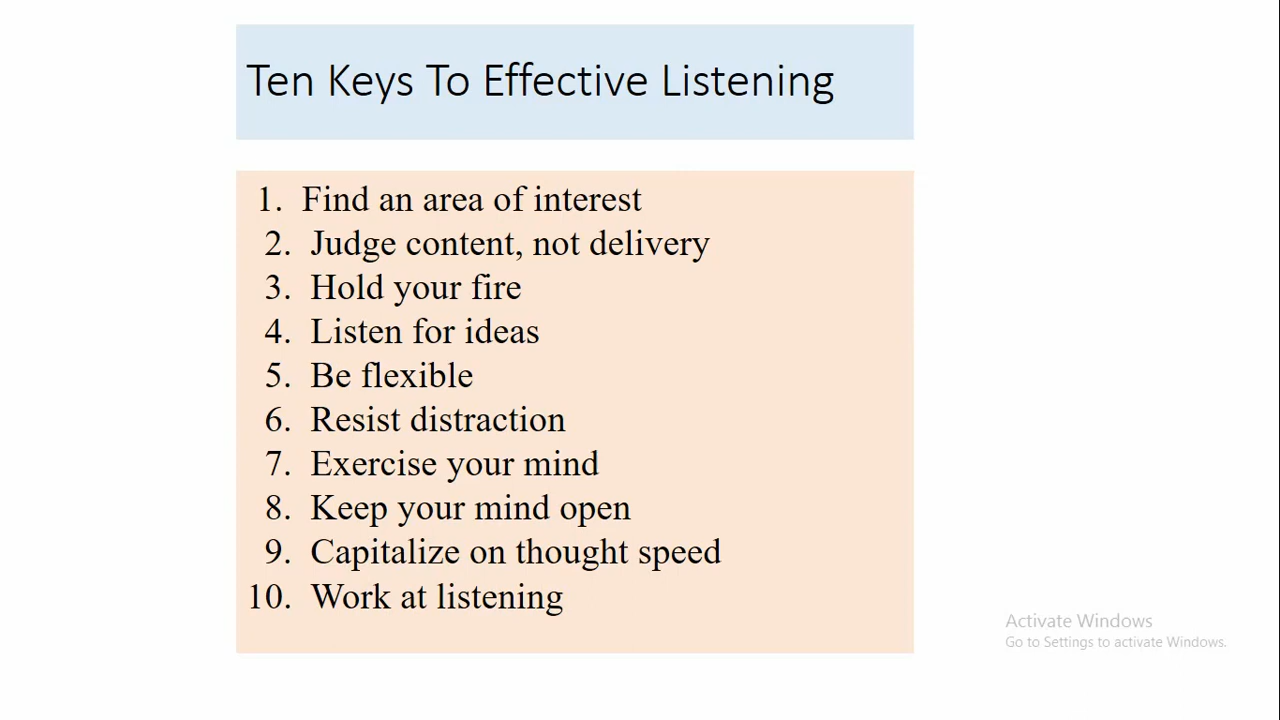 Ten Keys To Effective Listening
1. Find an area of interest
2. Judge content, not delivery
3. Hold your fire
4. Listen for ideas
5. Be flexible
6. Resist distraction
7. Exercise your mind
8. Keep your mind open
9. Capitalize on thought speed
10. Work at listening
Activate Windows
Go to Settings to activate Windows.